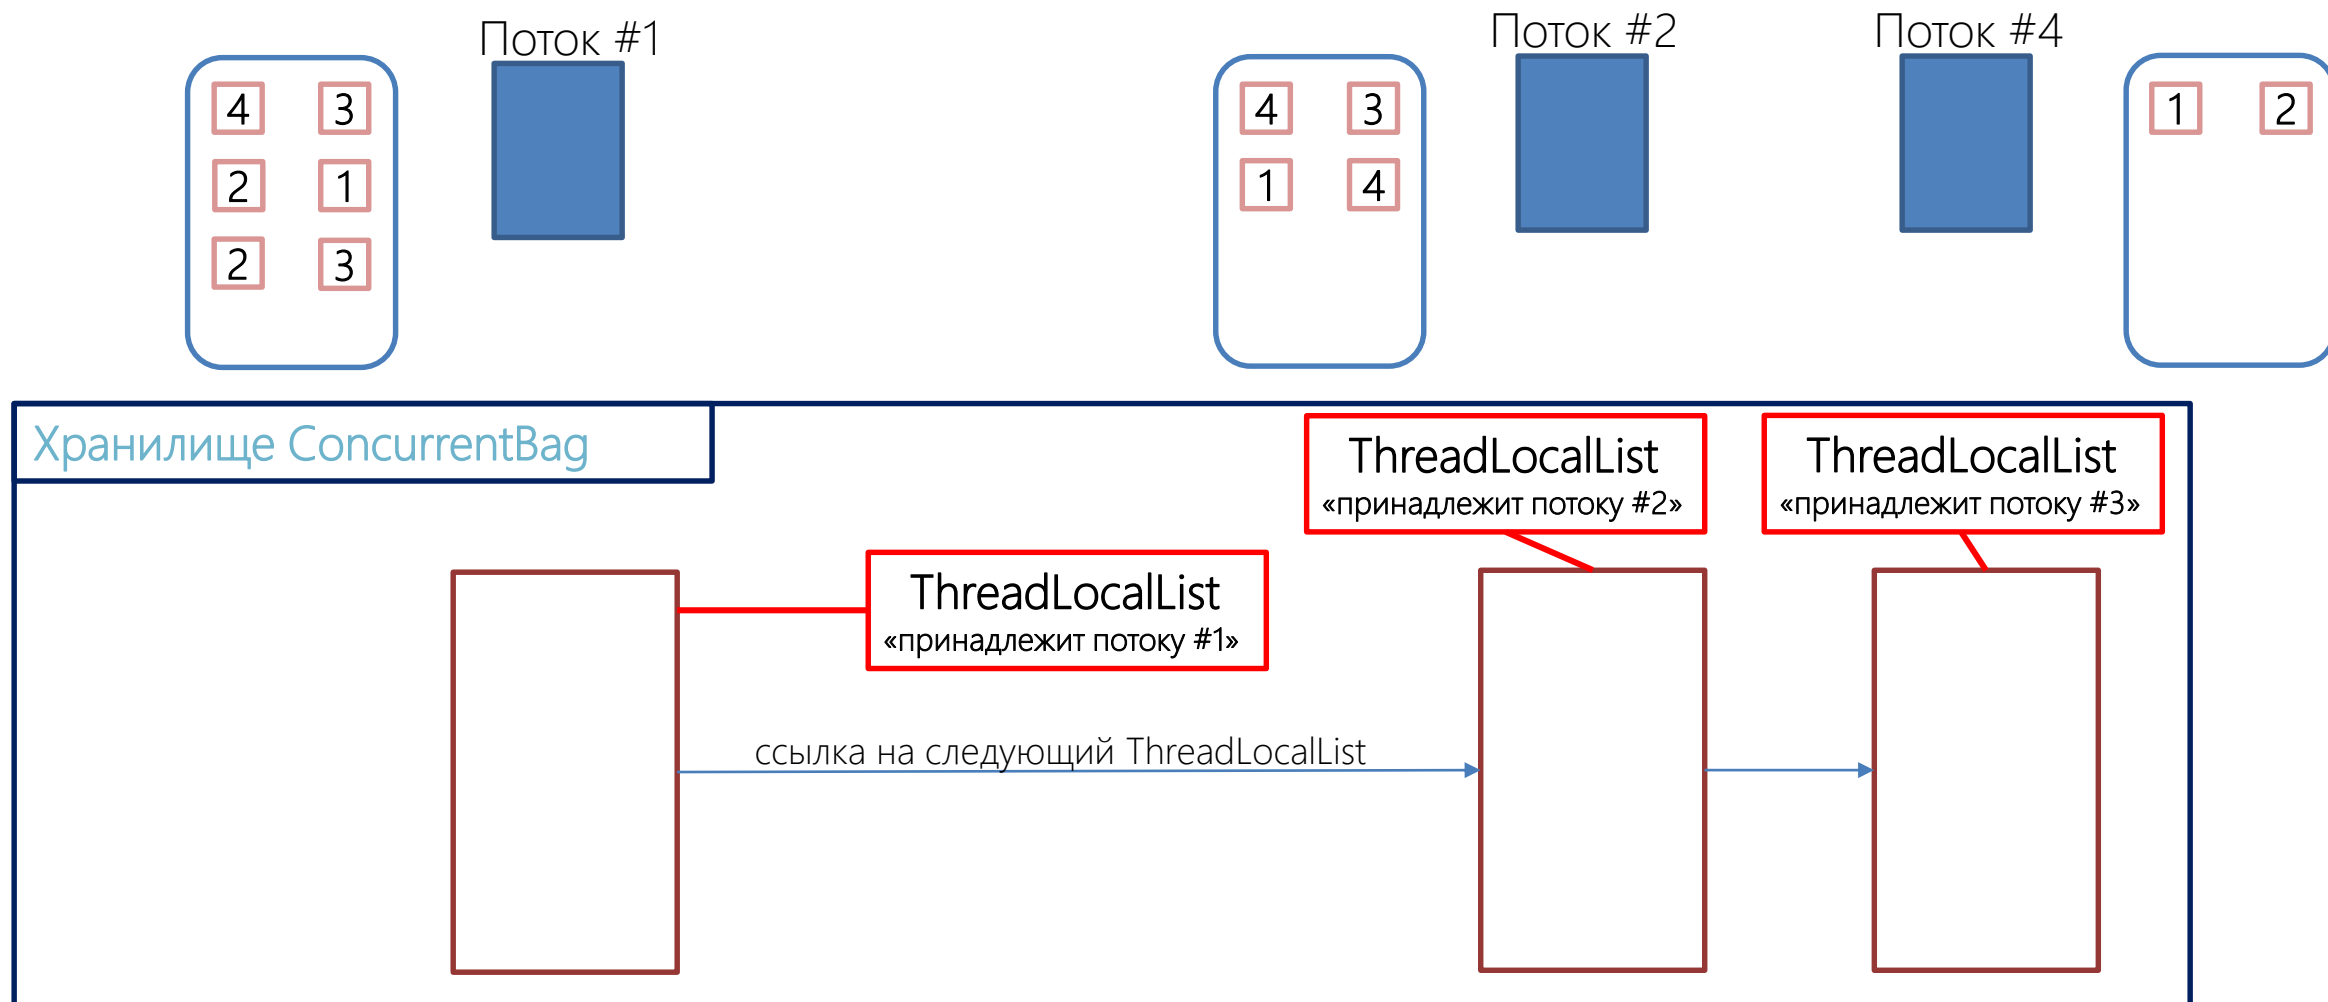 Поток #1
Поток #2
Поток #4
4 3
2 1
2 3
4 3
1 4
1 2
Хранилище ConcurrentBag
ThreadLocalList
«принадлежит потоку #2»
ThreadLocalList
«принадлежит потоку #3»
ThreadLocalList
«принадлежит потоку #1»
ссылка на следующий ThreadLocalList